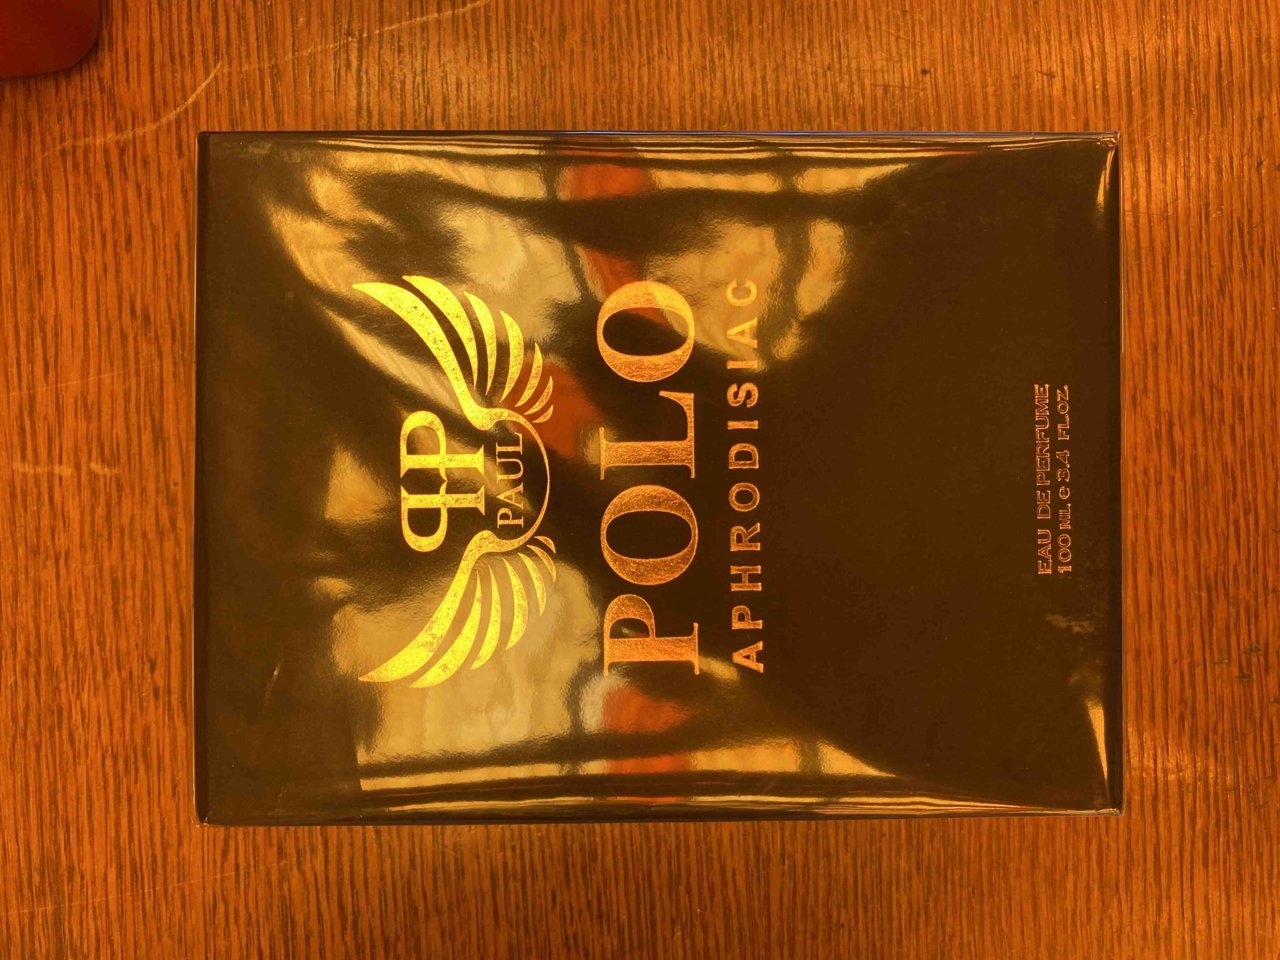 PP
PAUL
POLO
APHRODISIAC
EAU DE PERFUME
100 ML e 3.4 FL.OZ.